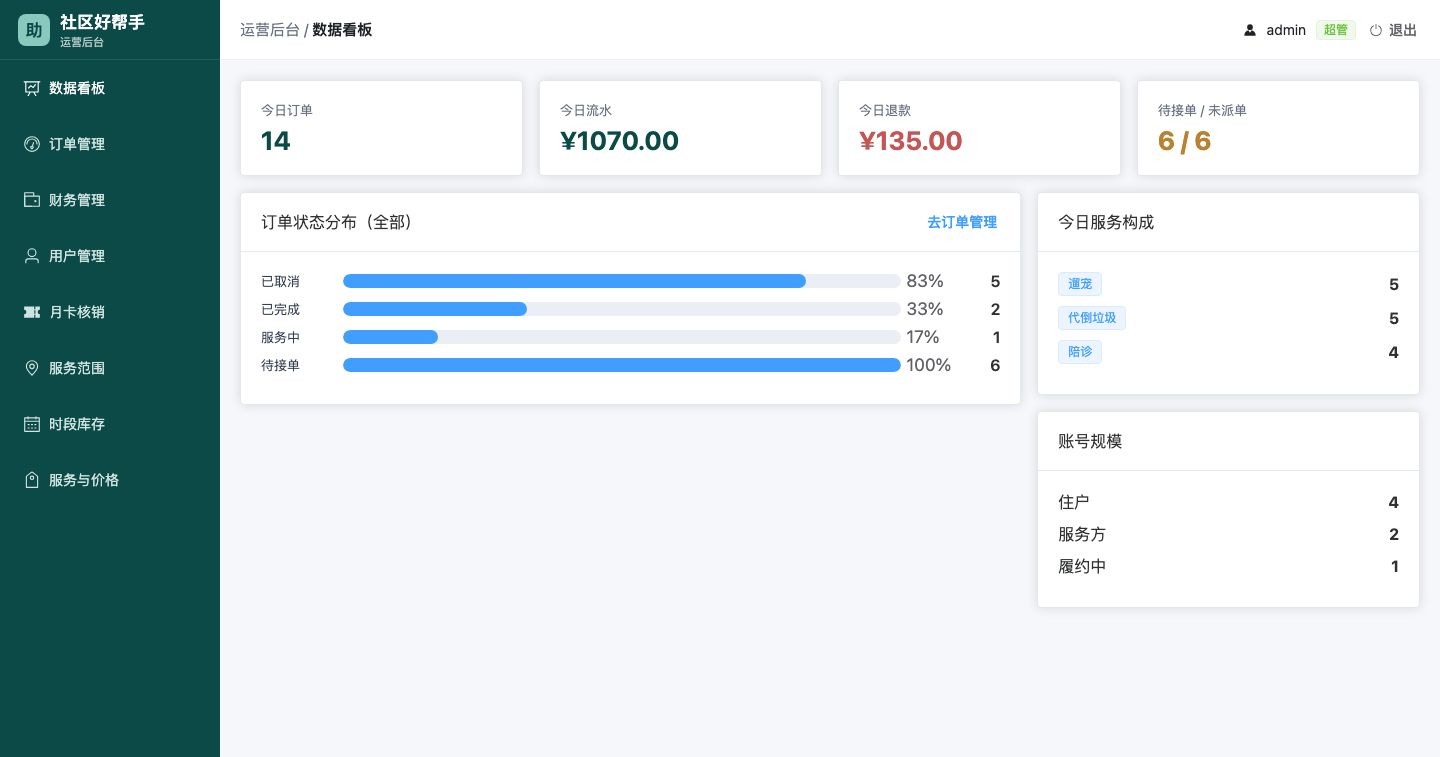 助
社区好帮手
运营后台
数据看板
订单管理
财务管理
用户管理
月卡核销
服务范围
时段库存
服务与价格
运营后台 / 数据看板
admin 超管 退出
今日订单
14
今日流水
¥1070.00
今日退款
¥135.00
待接单 / 未派单
6 / 6
订单状态分布（全部） 去订单管理
已取消 83% 5
已完成 33% 2
服务中 17% 1
待接单 100% 6
今日服务构成
遛宠 5
代倒垃圾 5
陪诊 4
账号规模
住户 4
服务方 2
履约中 1